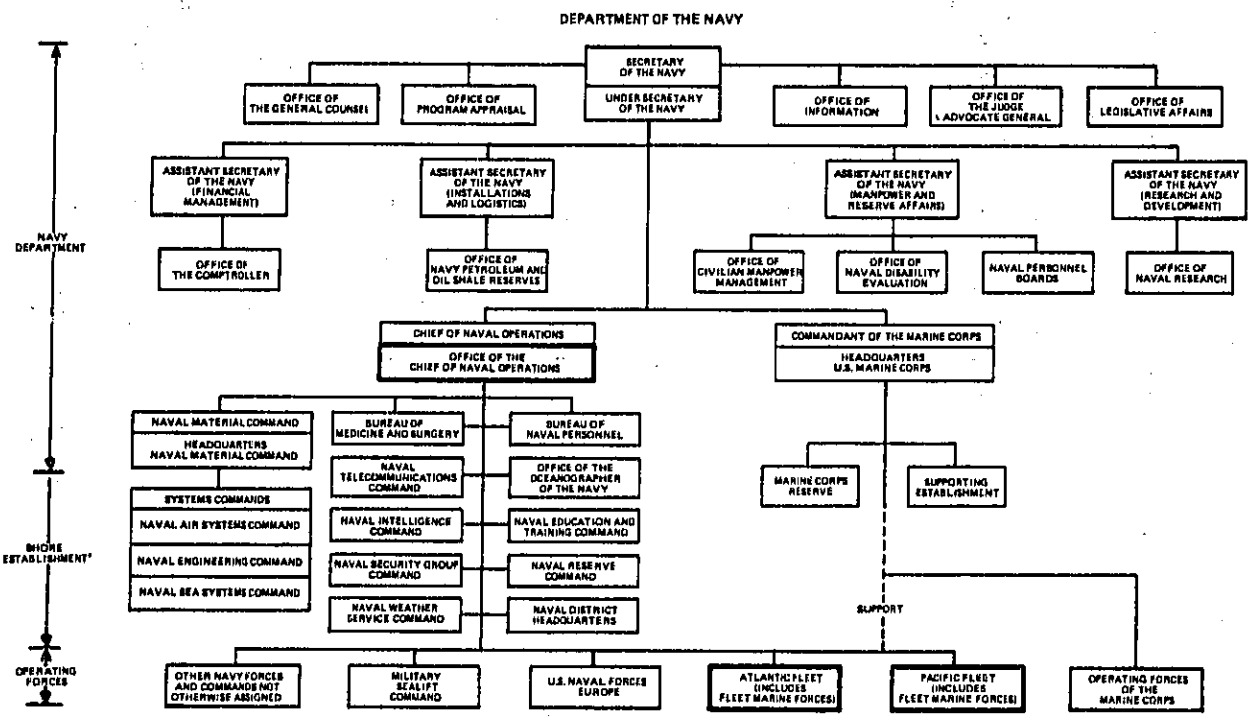 DEPARTMENT OF THE NAVY
SECRETARY
OF THE NAVY
UNDER SECRETARY
OF THE NAVY
OFFICE OF
THE GENERAL COUNSEL
OFFICE OF
PROGRAM APPRAISAL
OFFICE OF
INFORMATION
OFFICE OF
THE JUDGE
ADVOCATE GENERAL
OFFICE OF
LEGISLATIVE AFFAIRS
ASSISTANT SECRETARY
OF THE NAVY
(FINANCIAL
MANAGEMENT)
ASSISTANT SECRETARY
OF THE NAVY
(INSTALLATIONS
AND LOGISTICS)
ASSISTANT SECRETARY
OF THE NAVY
(MANPOWER AND
RESERVE AFFAIRS)
ASSISTANT SECRETARY
OF THE NAVY
(RESEARCH AND
DEVELOPMENT)
NAVY
DEPARTMENT
OFFICE OF
THE COMPTROLLER
OFFICE OF
NAVY PETROLEUM AND
OIL SHALE RESERVES
OFFICE OF
CIVILIAN MANPOWER
MANAGEMENT
OFFICE OF
NAVAL DISABILITY
EVALUATION
NAVAL PERSONNEL
BOARDS
OFFICE OF
NAVAL RESEARCH
CHIEF OF NAVAL OPERATIONS
OFFICE OF THE
CHIEF OF NAVAL OPERATIONS
COMMANDANT OF THE MARINE CORPS
HEADQUARTERS
U.S. MARINE CORPS
NAVAL MATERIAL COMMAND
HEADQUARTERS
NAVAL MATERIAL COMMAND
BUREAU OF
MEDICINE AND SURGERY
BUREAU OF
NAVAL PERSONNEL
NAVAL
TELECOMMUNICATIONS
COMMAND
OFFICE OF THE
OCEANOGRAPHER
OF THE NAVY
MARINE CORPS
RESERVE
SUPPORTING
ESTABLISHMENT
SYSTEMS COMMANDS
NAVAL AIR SYSTEMS COMMAND
NAVAL ENGINEERING COMMAND
NAVAL SEA SYSTEMS COMMAND
NAVAL INTELLIGENCE
COMMAND
NAVAL EDUCATION AND
TRAINING COMMAND
SHORE
ESTABLISHMENT*
NAVAL SECURITY GROUP
COMMAND
NAVAL RESERVE
COMMAND
NAVAL WEATHER
SERVICE COMMAND
NAVAL DISTRICT
HEADQUARTERS
SUPPORT
OPERATING
FORCES
OTHER NAVY FORCES
AND COMMANDS NOT
OTHERWISE ASSIGNED
MILITARY
SEALIFT
COMMAND
U.S. NAVAL FORCES
EUROPE
ATLANTIC FLEET
(INCLUDES
FLEET MARINE FORCES)
PACIFIC FLEET
(INCLUDES
FLEET MARINE FORCES)
OPERATING FORCES
OF THE
MARINE CORPS